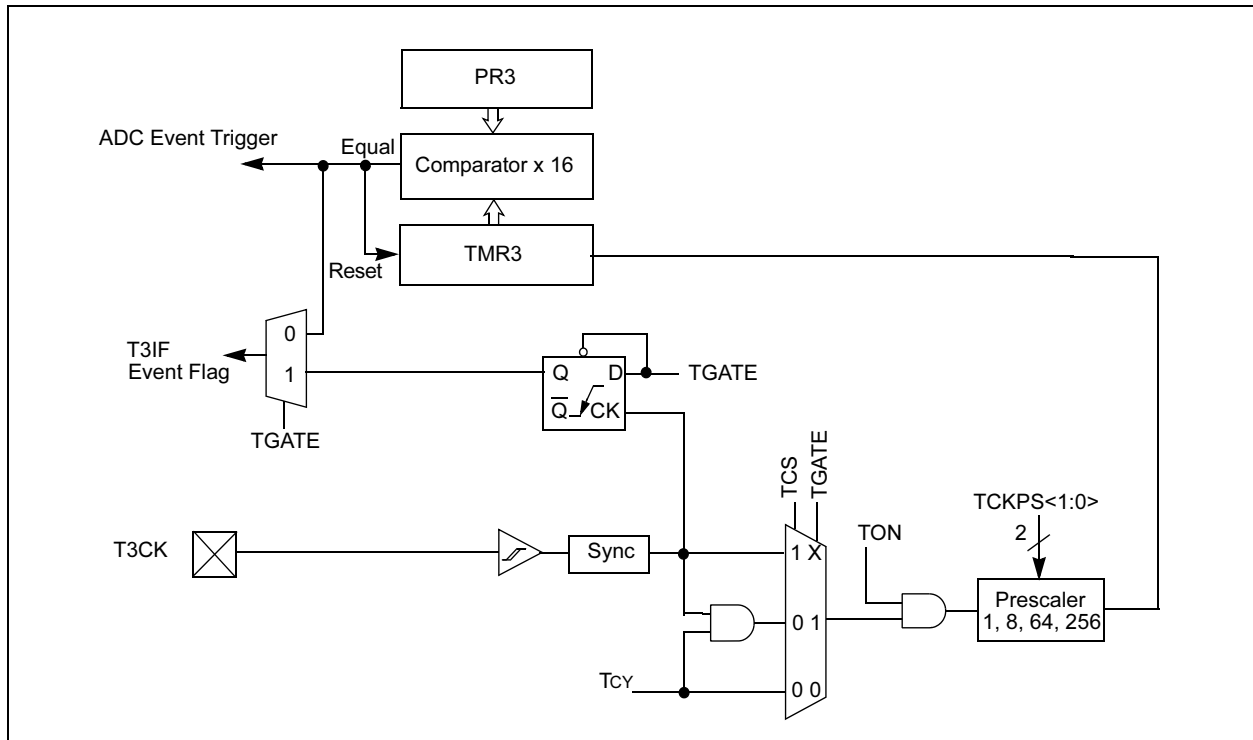 PR3
ADC Event Trigger
Equal
Comparator x 16
TMR3
Reset
0
T3IF
Event Flag
1
Q
D
TGATE
Q̅
CK
TGATE
TCS
TGATE
TCKPS<1:0>
2
TON
T3CK
Sync
1 X
Prescaler
1, 8, 64, 256
0 1
TCY
0 0